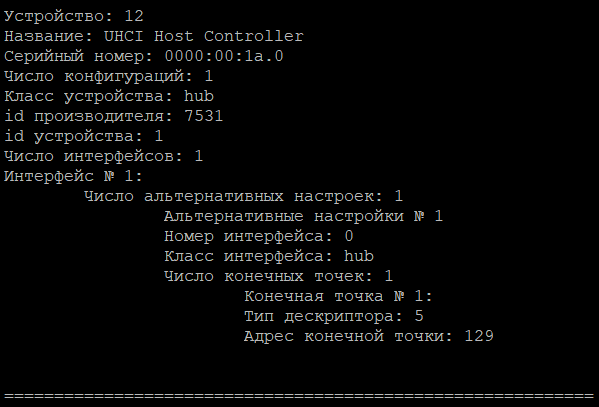 Устройство: 12
Название: UHCI Host Controller
Серийный номер: 0000:00:1a.0
Число конфигураций: 1
Класс устройства: hub
id производителя: 7531
id устройства: 1
Число интерфейсов: 1
Интерфейс № 1:
Число альтернативных настроек: 1
Альтернативные настройки № 1
Номер интерфейса: 0
Класс интерфейса: hub
Число конечных точек: 1
Конечная точка № 1:
Тип дескриптора: 5
Адрес конечной точки: 129
===========================================================